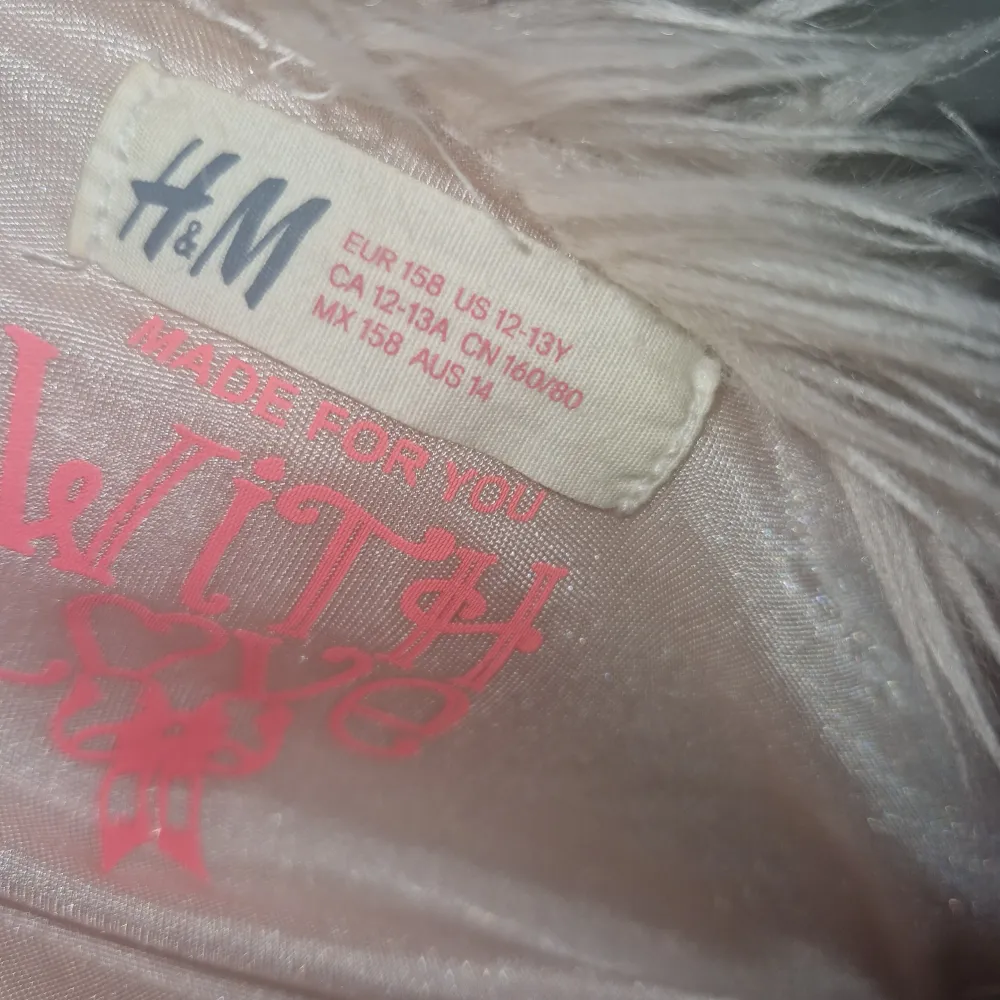 H&M
EUR 158 US 12-13Y
CA 12-13A CN 160/80
MX 158 AUS 14
MADE FOR YOU
WiTH
LOVe